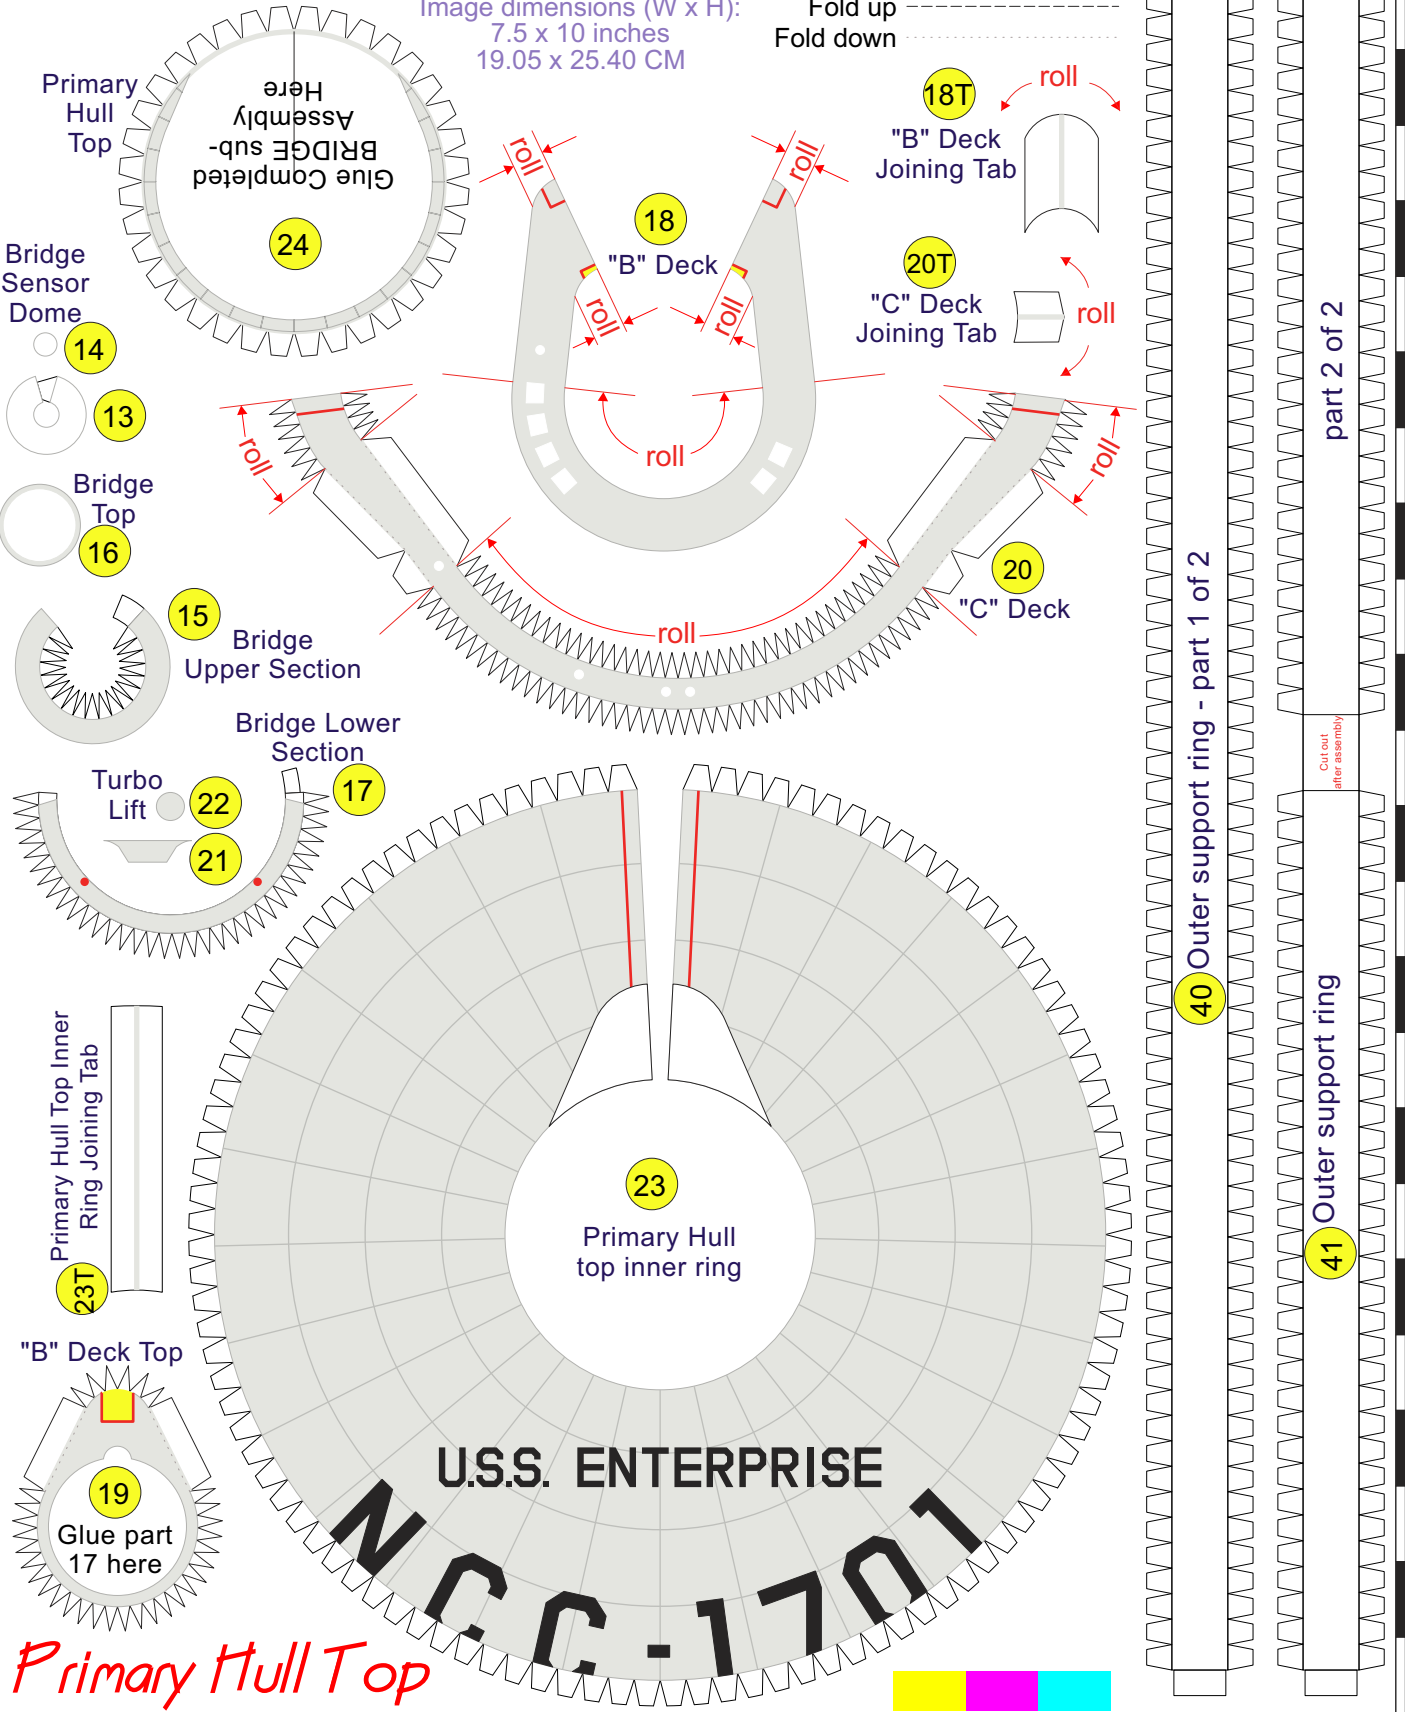 Image dimensions (W x H):
7.5 x 10 inches
19.05 x 25.40 CM
Fold up
Fold down
Primary
Hull
Top
Glue Completed
BRIDGE sub-
Assembly
Here
24
roll
roll
18
"B" Deck
roll
roll
roll
18T
"B" Deck
Joining Tab
roll
20T
"C" Deck
Joining Tab
roll
Bridge
Sensor
Dome
14
13
Bridge
Top
16
15
Bridge
Upper Section
roll
roll
roll
20
"C" Deck
Bridge Lower
Section
17
Turbo
Lift
22
21
Primary Hull Top Inner
Ring Joining Tab
23T
23
Primary Hull
top inner ring
U.S.S. ENTERPRISE
NCC-1701
"B" Deck Top
19
Glue part
17 here
Primary Hull Top
40
Outer support ring - part 1 of 2
part 2 of 2
Cut out
after assembly
41
Outer support ring